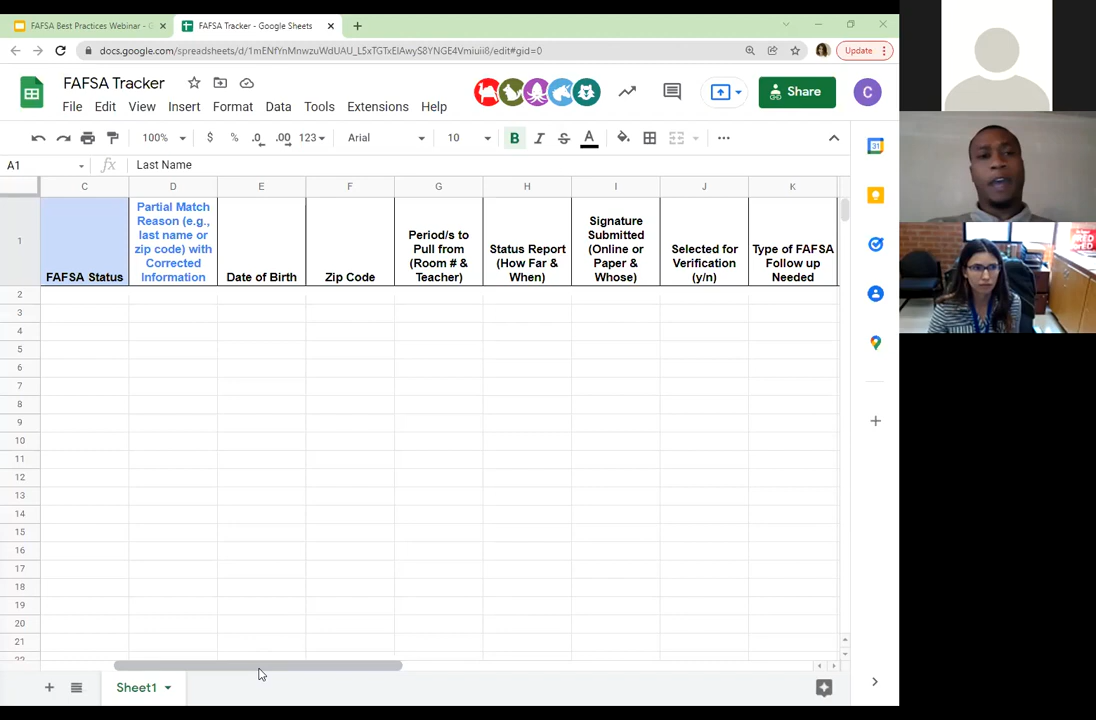 FAFSA Best Practices Webinar - G
FAFSA Tracker - Google Sheets
docs.google.com/spreadsheets/d/
/edit#gid=0
Update
FAFSA Tracker
File Edit View Insert Format Data Tools Extensions Help
Share
C
100% $ % .0 .00 123 Arial 10 B I S A
31
A1 fx Last Name
C D E F G H I J K
1
FAFSA Status
Partial Match
Reason (e.g.,
last name or
zip code) with
Corrected
Information
Date of Birth
Zip Code
Period/s to
Pull from
(Room # &
Teacher)
Status Report
(How Far &
When)
Signature
Submitted
(Online or
Paper &
Whose)
Selected for
Verification
(y/n)
Type of FAFSA
Follow up
Needed
2
3
4
5
6
7
8
9
10
11
12
13
14
15
16
17
18
19
20
21
22
Sheet1